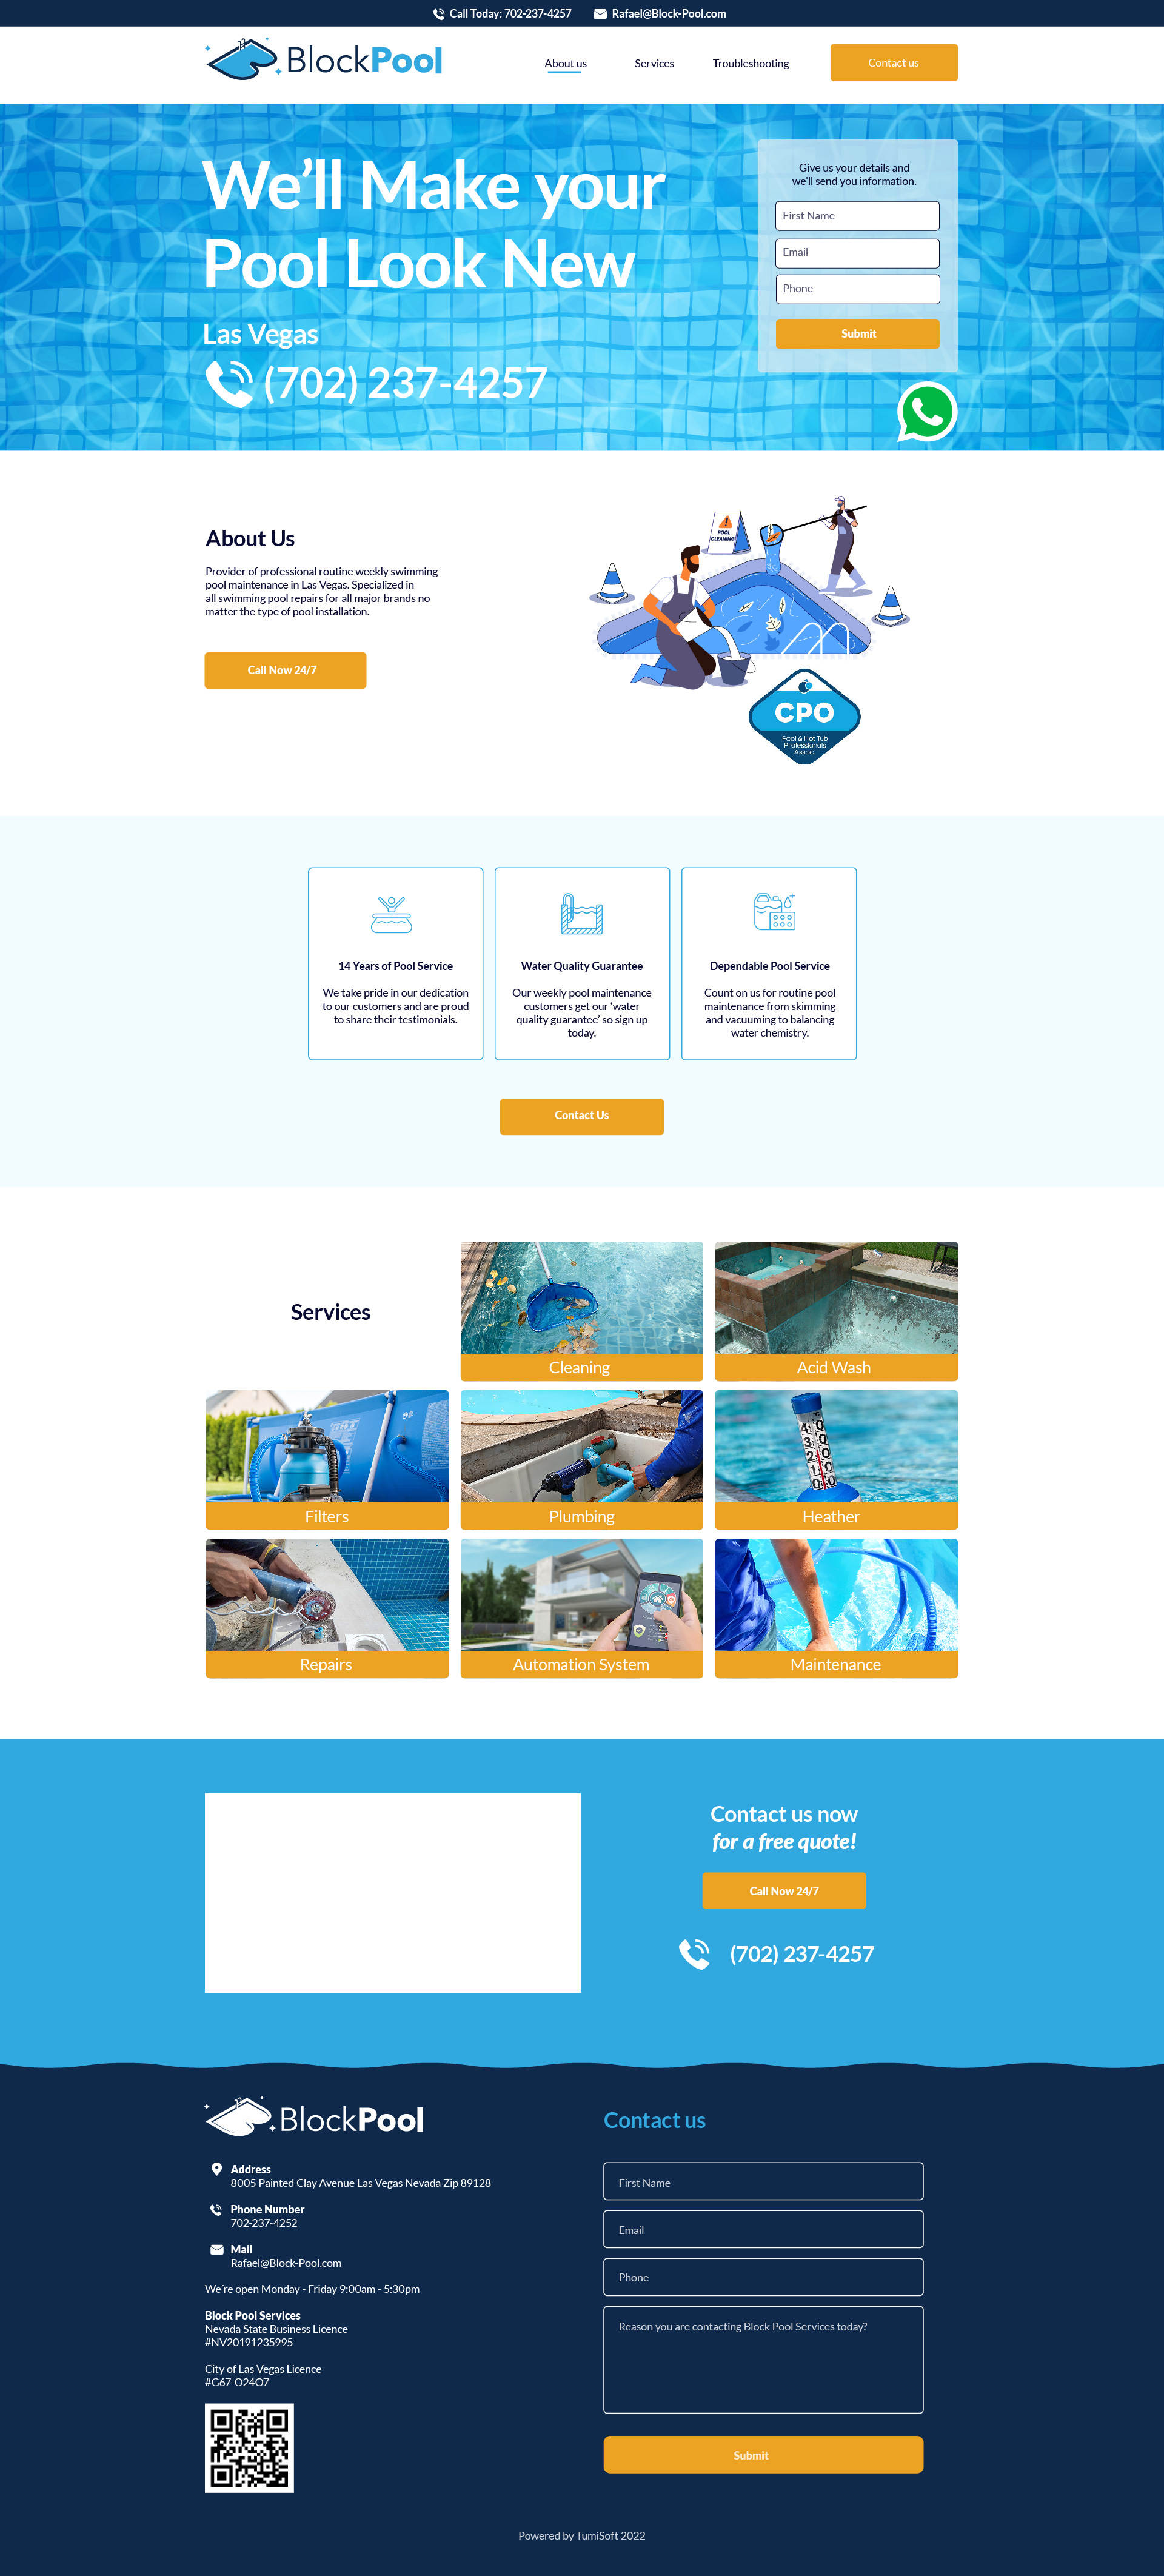 Call Today: 702-237-4257
Rafael@Block-Pool.com
BlockPool
About us
Services
Troubleshooting
Contact us
We'll Make your
Pool Look New
Las Vegas
(702) 237-4257
Give us your details and
we'll send you information.
First Name
Email
Phone
Submit
About Us
Provider of professional routine weekly swimming
pool maintenance in Las Vegas. Specialized in
all swimming pool repairs for all major brands no
matter the type of pool installation.
Call Now 24/7
POOL
CLEANING
CPO
Pool & Hot Tub
Professionals
Assoc.
14 Years of Pool Service
We take pride in our dedication
to our customers and are proud
to share their testimonials.
Water Quality Guarantee
Our weekly pool maintenance
customers get our ‘water
quality guarantee’ so sign up
today.
Dependable Pool Service
Count on us for routine pool
maintenance from skimming
and vacuuming to balancing
water chemistry.
Contact Us
Services
Cleaning
Acid Wash
Filters
Plumbing
Heather
Repairs
Automation System
Maintenance
Contact us now
for a free quote!
Call Now 24/7
(702) 237-4257
BlockPool
Address
8005 Painted Clay Avenue Las Vegas Nevada Zip 89128
Phone Number
702-237-4252
Mail
Rafael@Block-Pool.com
We´re open Monday - Friday 9:00am - 5:30pm
Block Pool Services
Nevada State Business Licence
#NV20191235995
City of Las Vegas Licence
#G67-O24O7
Contact us
First Name
Email
Phone
Reason you are contacting Block Pool Services today?
Submit
Powered by TumiSoft 2022